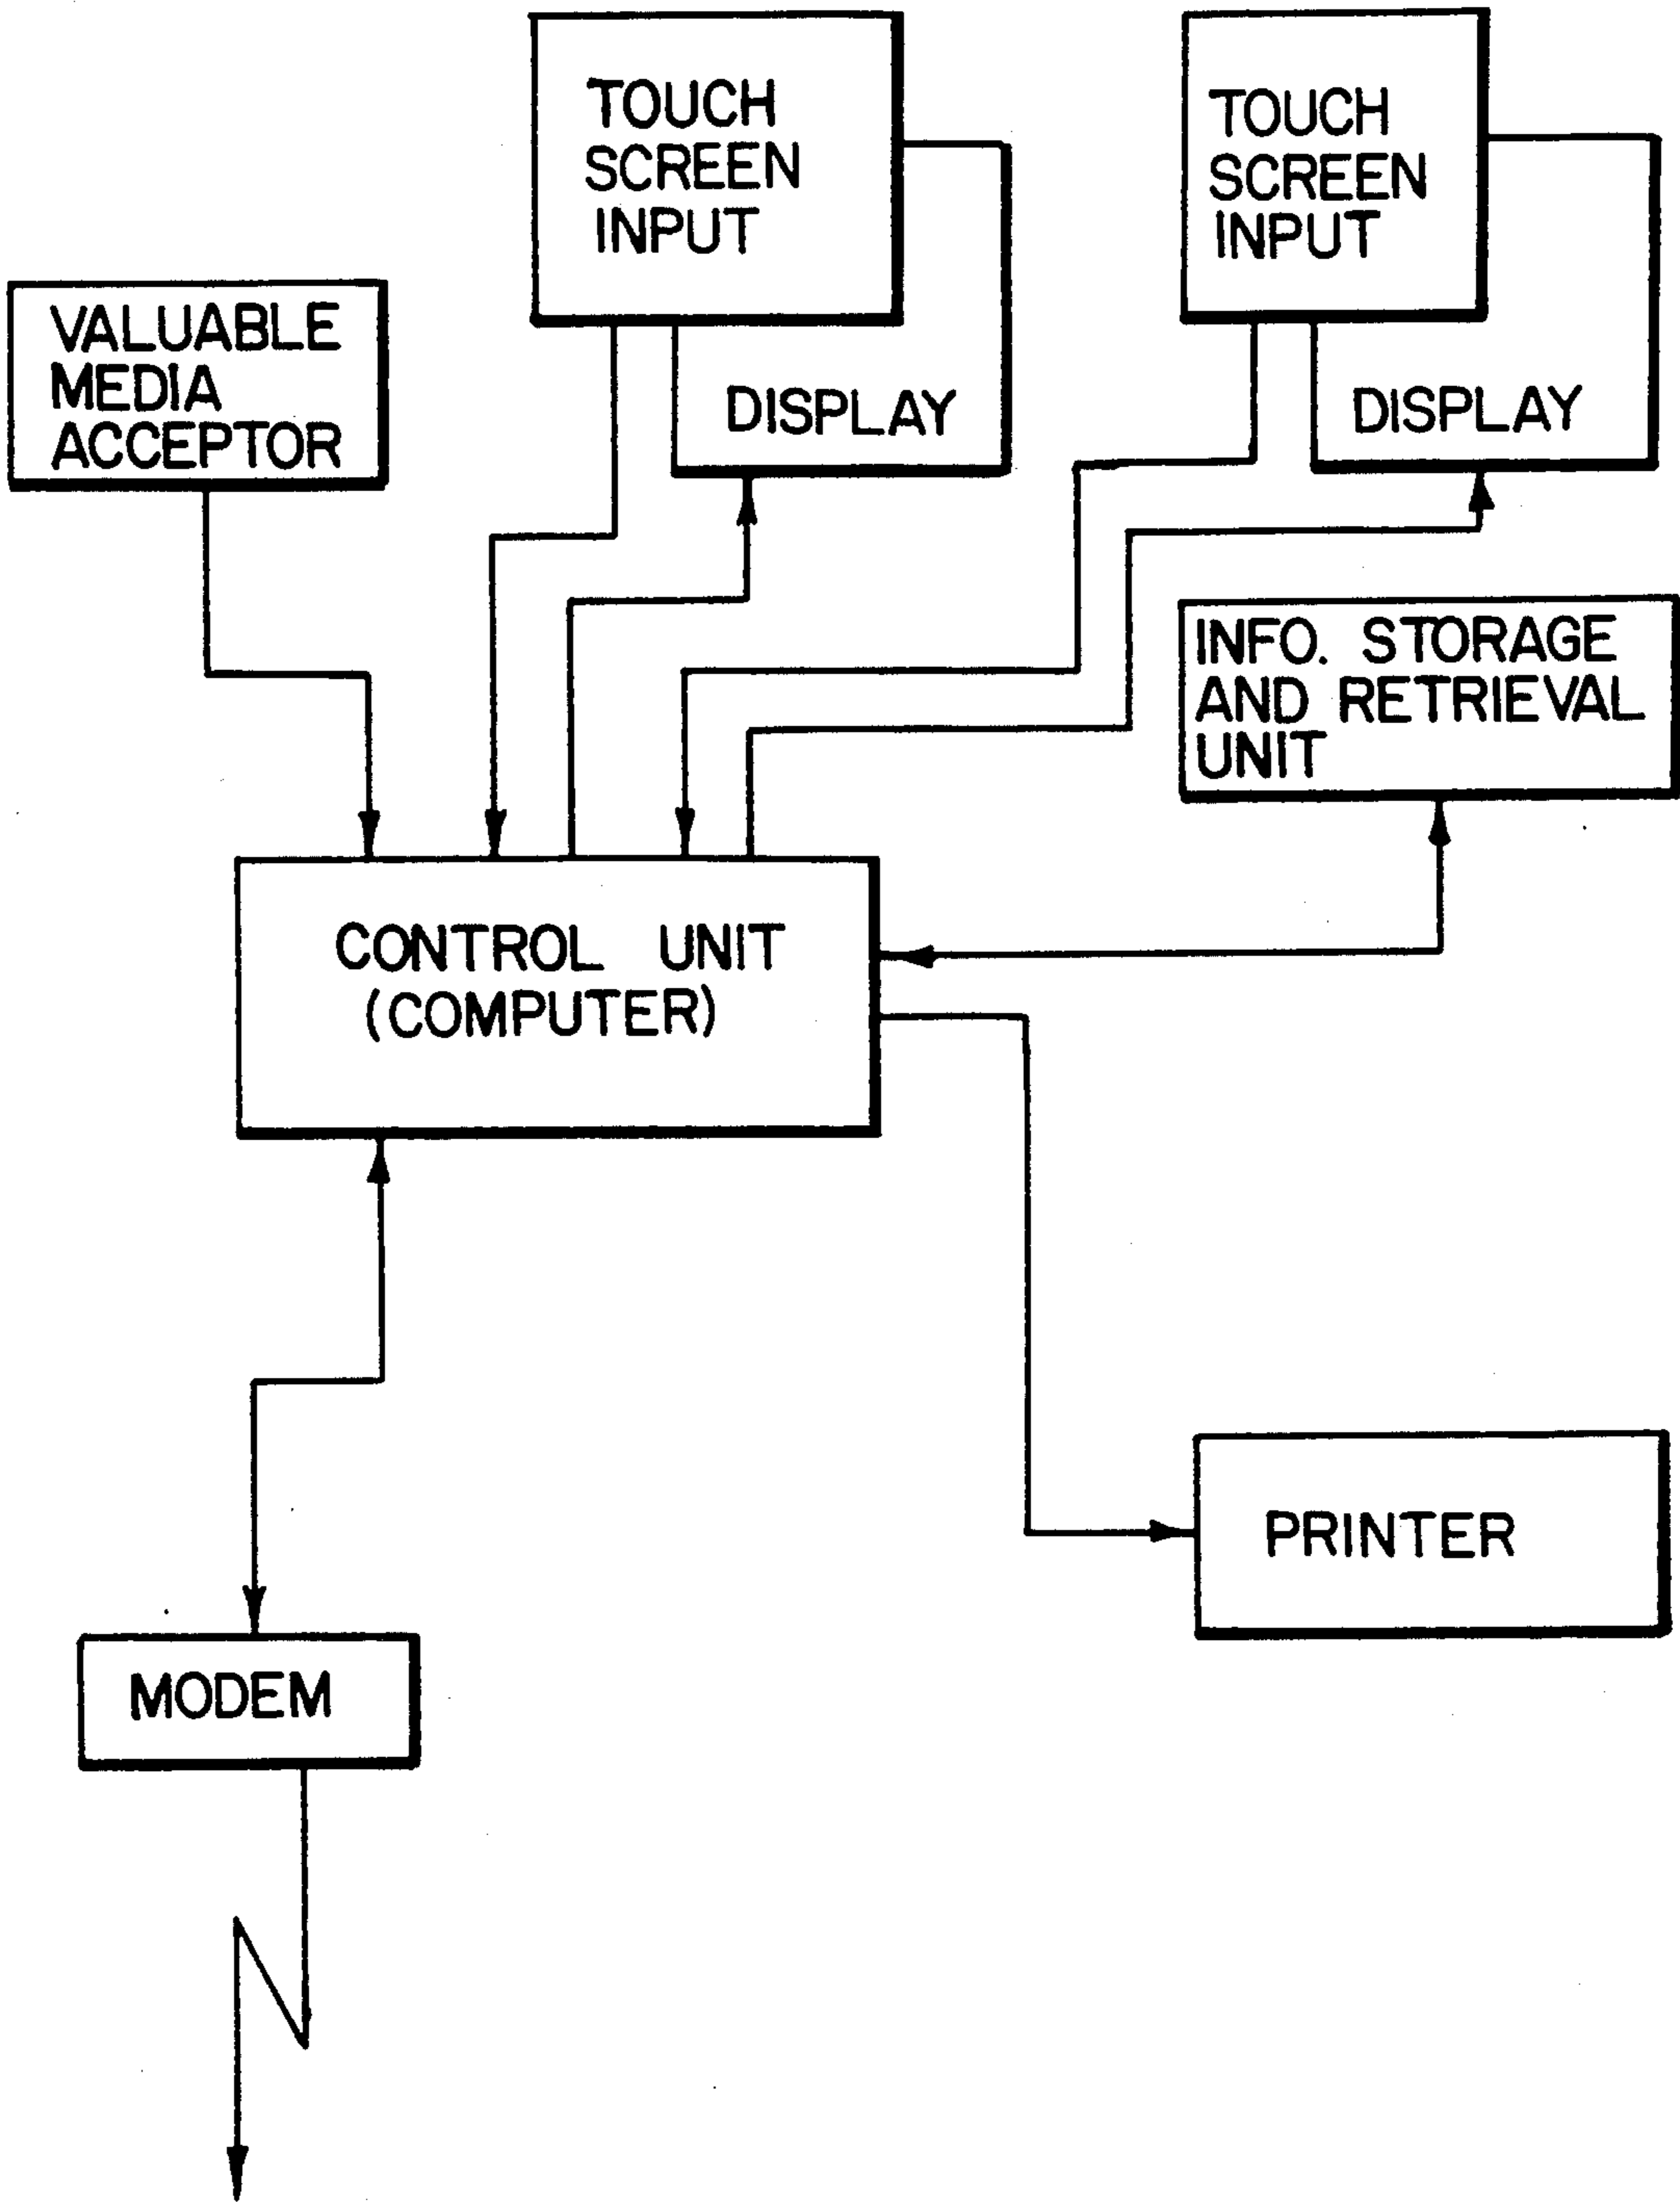 TOUCH
SCREEN
INPUT
DISPLAY
TOUCH
SCREEN
INPUT
DISPLAY
VALUABLE
MEDIA
ACCEPTOR
INFO. STORAGE
AND RETRIEVAL
UNIT
CONTROL UNIT
(COMPUTER)
PRINTER
MODEM